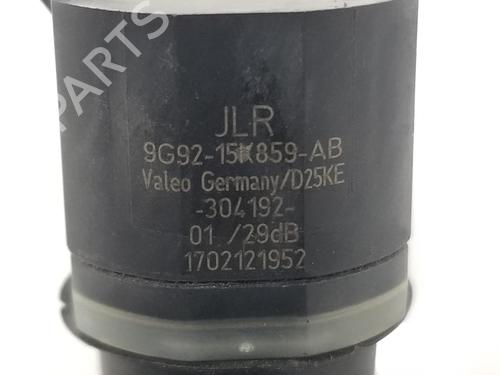 PARTS
JLR
9G92-15K859-AB
Valeo Germany/D25KE
-304192-
01 /29dB
1702121952